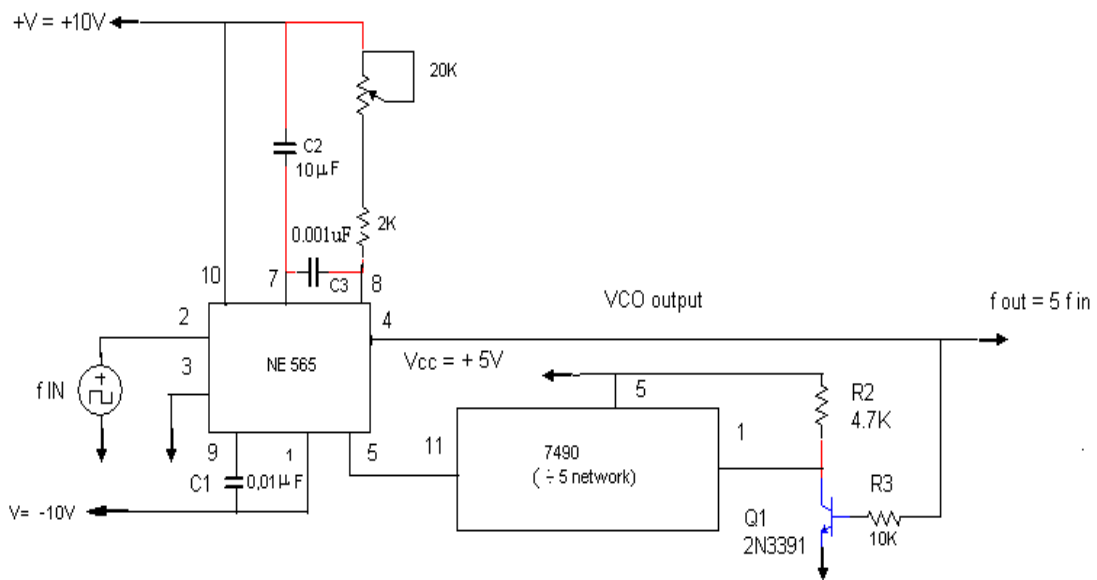 +V = +10V
20K
C2
10μF
2K
0.001uF
10
7
C3
8
2
4
VCO output
f out = 5 f in
3
NE 565
Vcc = + 5V
f IN
5
R2
4.7K
9
1
5
11
7490
(÷5 network)
1
C1
0,01μF
R3
V= -10V
Q1
2N3391
10K